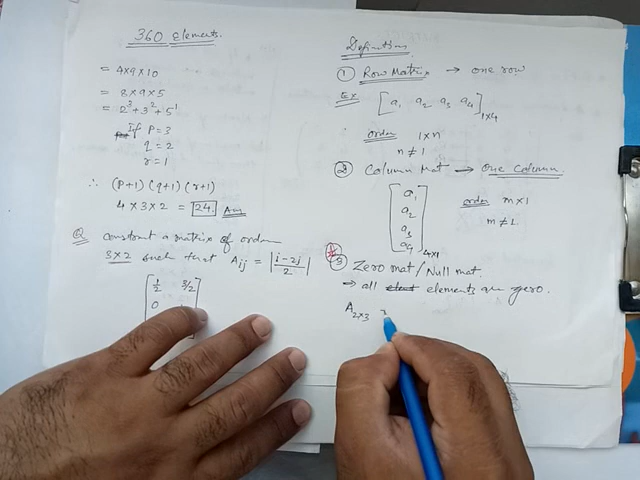 360 Elements.
= 4×9×10
= 8×9×5
= 2³+3²+5¹
If P=3
q=2
r=1
∴ (P+1) (q+1) (r+1)
4×3×2 = 24. Ans
Q Construct a matrix of order
3×2 such that Aij = |i-2j/2|
1/2 3/2
0
Definition
① Row Matrix → one row
Ex [a₁ a₂ a₃ a₄]1×4
order 1×n
n≠1
② Column Mat → One Column.
a₁
a₂
a₃
a₄ 4×1
order m×1
m≠1.
③ Zero mat/Null mat.
→ all elements are zero.
A2×3